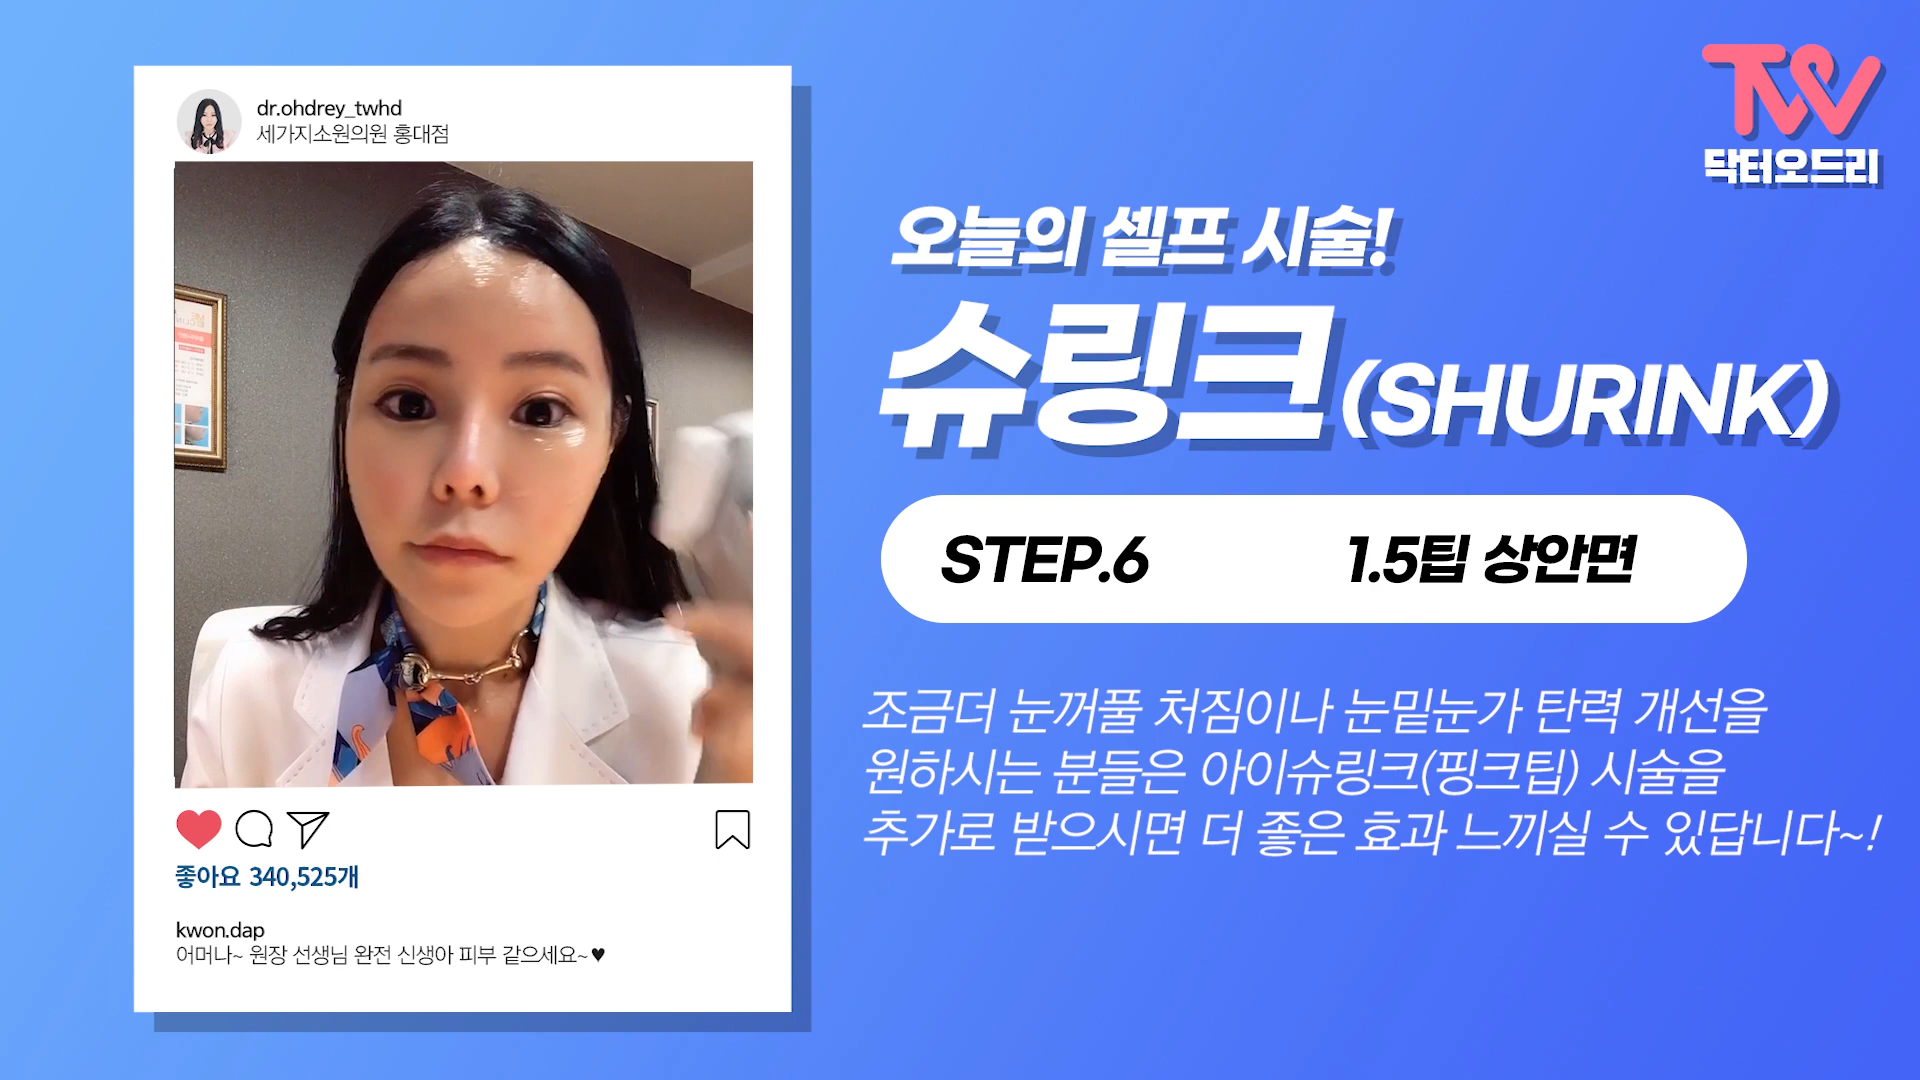 dr.ohdrey_twhd
세가지소원의원 홍대점
좋아요 340,525개
kwon.dap
어머나~ 원장 선생님 완전 신생아 피부 같으세요~♥
TW
닥터오드리
오늘의 셀프 시술!
슈링크(SHURINK)
STEP.6 1.5팁 상안면
조금더 눈꺼풀 처짐이나 눈밑눈가 탄력 개선을
원하시는 분들은 아이슈링크(핑크팁) 시술을
추가로 받으시면 더 좋은 효과 느끼실 수 있답니다~!